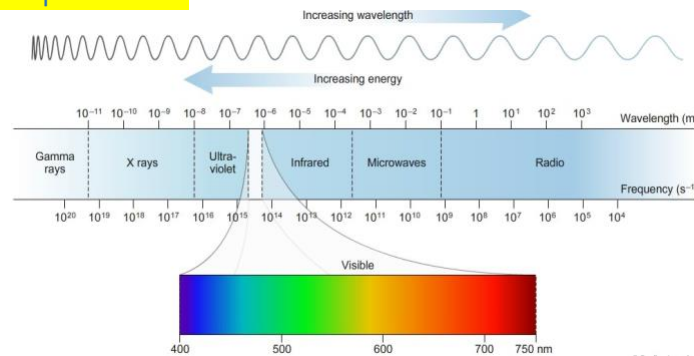 Increasing wavelength
Increasing energy
10⁻¹¹ 10⁻¹⁰ 10⁻⁹ 10⁻⁸ 10⁻⁷ 10⁻⁶ 10⁻⁵ 10⁻⁴ 10⁻³ 10⁻² 10⁻¹ 1 10¹ 10² 10³ Wavelength (m
Gamma rays
X rays
Ultra-
violet
Infrared
Microwaves
Radio
Frequency (s⁻¹
10²⁰ 10¹⁹ 10¹⁸ 10¹⁷ 10¹⁶ 10¹⁵ 10¹⁴ 10¹³ 10¹² 10¹¹ 10¹⁰ 10⁹ 10⁸ 10⁷ 10⁶ 10⁵ 10⁴
Visible
400 500 600 700 750 nm